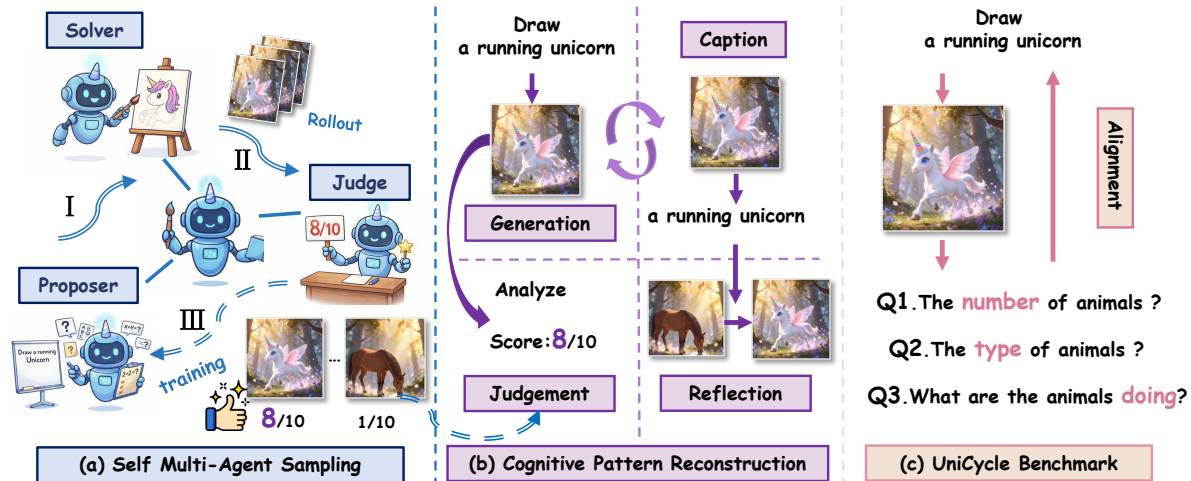 Solver
Rollout
II
Judge
I
8/10
Proposer
III
Draw a running
Unicorn
training
...
8/10
1/10
(a) Self Multi-Agent Sampling
Draw
a running unicorn
Generation
Caption
a running unicorn
Analyze
Score:8/10
Judgement
Reflection
(b) Cognitive Pattern Reconstruction
Draw
a running unicorn
Alignment
Q1.The number of animals ?
Q2.The type of animals ?
Q3.What are the animals doing?
(c) UniCycle Benchmark